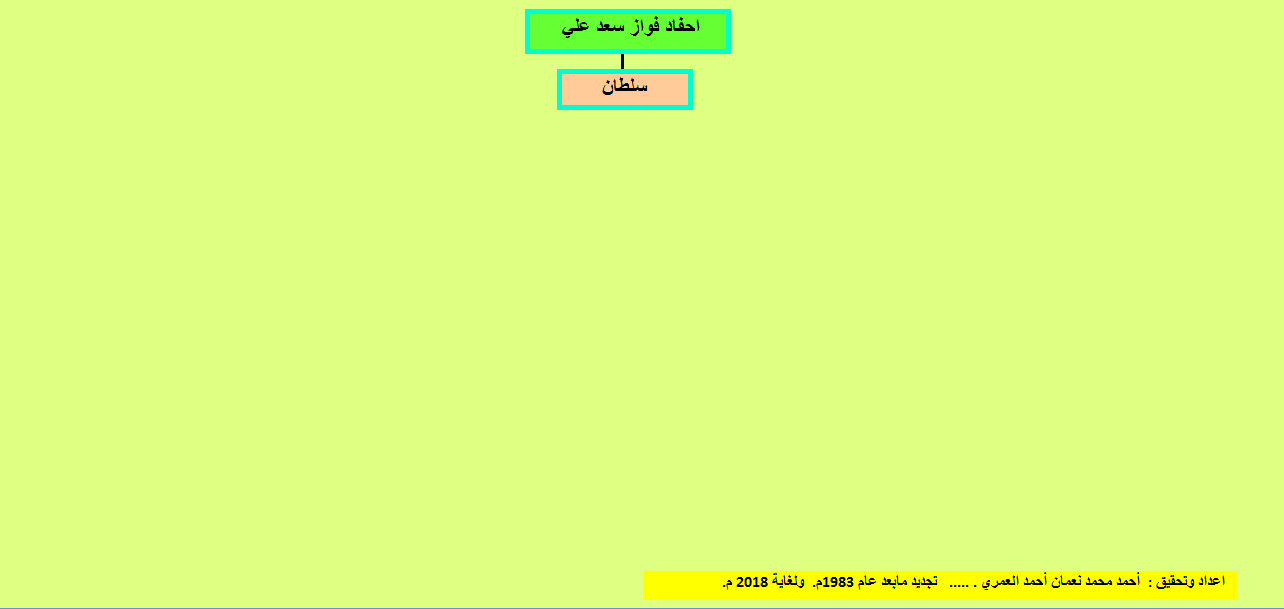 احفاد فواز سعد علي
سلطان
اعداد وتحقيق : أحمد محمد نعمان أحمد العمري . ..... تجديد مابعد عام 1983م. ولغاية 2018 م.